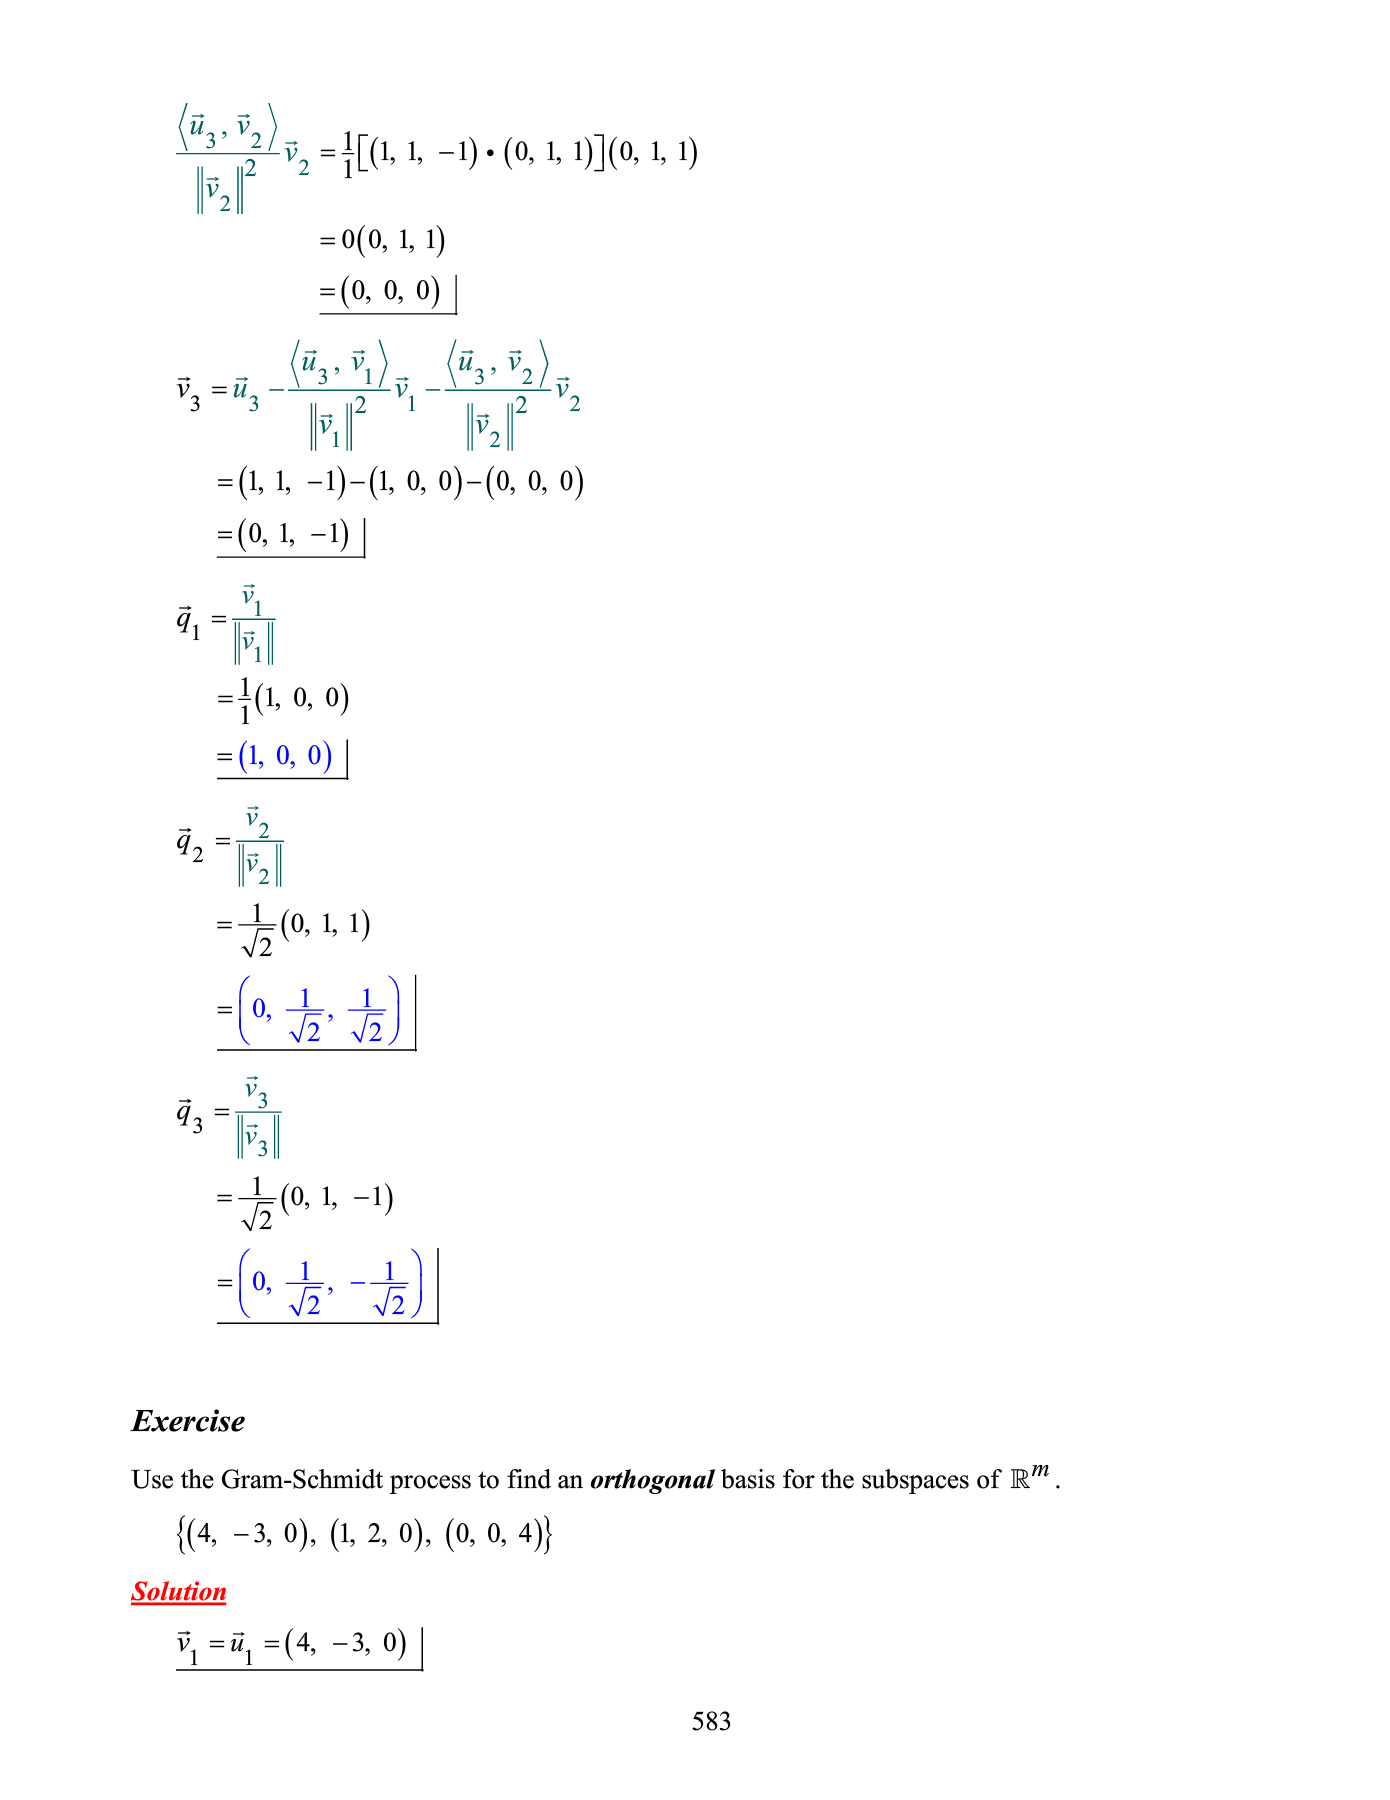 $\frac{\langle \vec{u}_3, \vec{v}_2 \rangle}{\|\vec{v}_2\|^2} \vec{v}_2 = \frac{1}{1}[(1, 1, -1) \bullet (0, 1, 1)](0, 1, 1)$
$= 0(0, 1, 1)$
$= (0, 0, 0)$
$\vec{v}_3 = \vec{u}_3 - \frac{\langle \vec{u}_3, \vec{v}_1 \rangle}{\|\vec{v}_1\|^2} \vec{v}_1 - \frac{\langle \vec{u}_3, \vec{v}_2 \rangle}{\|\vec{v}_2\|^2} \vec{v}_2$
$= (1, 1, -1) - (1, 0, 0) - (0, 0, 0)$
$= (0, 1, -1)$
$\vec{q}_1 = \frac{\vec{v}_1}{\|\vec{v}_1\|}$
$= \frac{1}{1}(1, 0, 0)$
$= (1, 0, 0)$
$\vec{q}_2 = \frac{\vec{v}_2}{\|\vec{v}_2\|}$
$= \frac{1}{\sqrt{2}}(0, 1, 1)$
$= \left(0, \frac{1}{\sqrt{2}}, \frac{1}{\sqrt{2}}\right)$
$\vec{q}_3 = \frac{\vec{v}_3}{\|\vec{v}_3\|}$
$= \frac{1}{\sqrt{2}}(0, 1, -1)$
$= \left(0, \frac{1}{\sqrt{2}}, -\frac{1}{\sqrt{2}}\right)$
Exercise
Use the Gram-Schmidt process to find an orthogonal basis for the subspaces of $\mathbb{R}^m$.
$\{(4, -3, 0), (1, 2, 0), (0, 0, 4)\}$
Solution
$\vec{v}_1 = \vec{u}_1 = (4, -3, 0)$
583